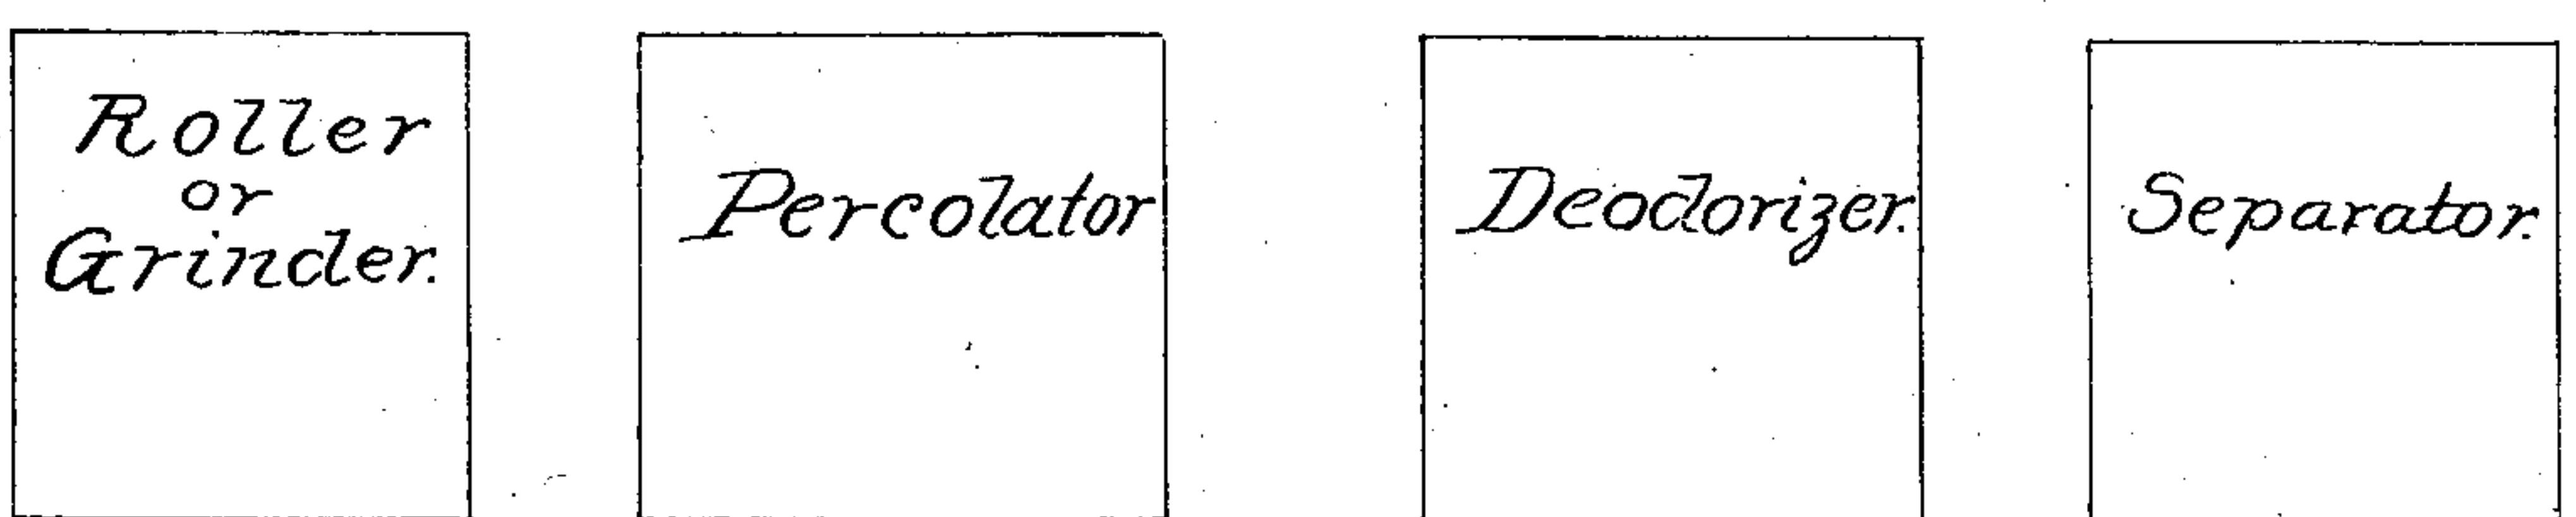 Roller
or
Grinder.
Percolator
Deodorizer.
Separator.